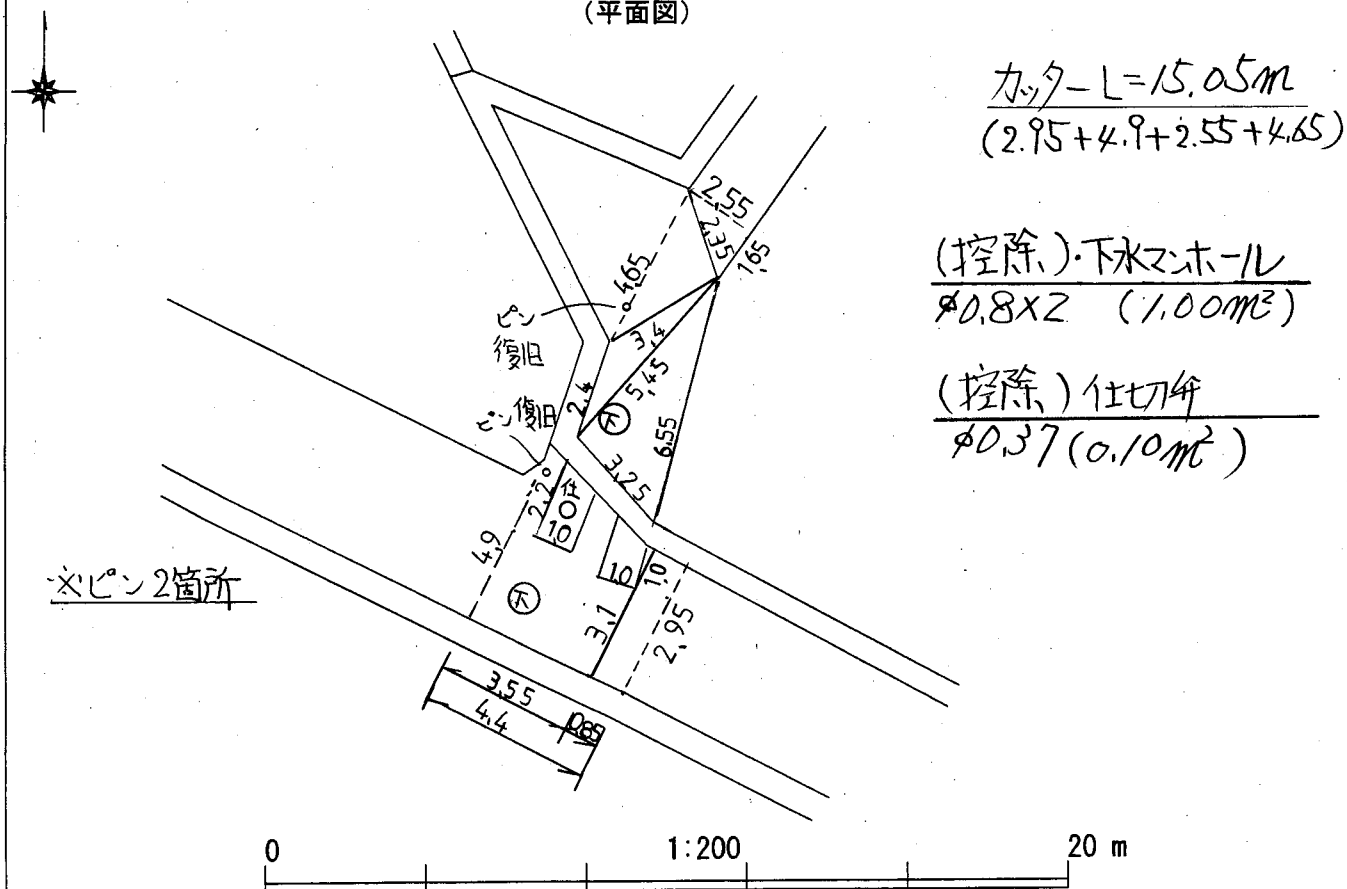 (平面図)
カッターL=15.05m
(2.95+4.9+2.55+4.65)
(控除)・下水マンホール
φ0.8×2 (1.00m²)
(控除)仕切弁
φ0.37(0.10m²)
2.55
2.35
1.65
4.65
ピン
復旧
3.4
5.45
2.4
下
6.55
ピン復旧
3.25
2.2
仕
1.0
4.9
1.0
1.0
下
3.1
2.95
※ピン2箇所
3.55
0.85
4.4
0
1:200
20 m